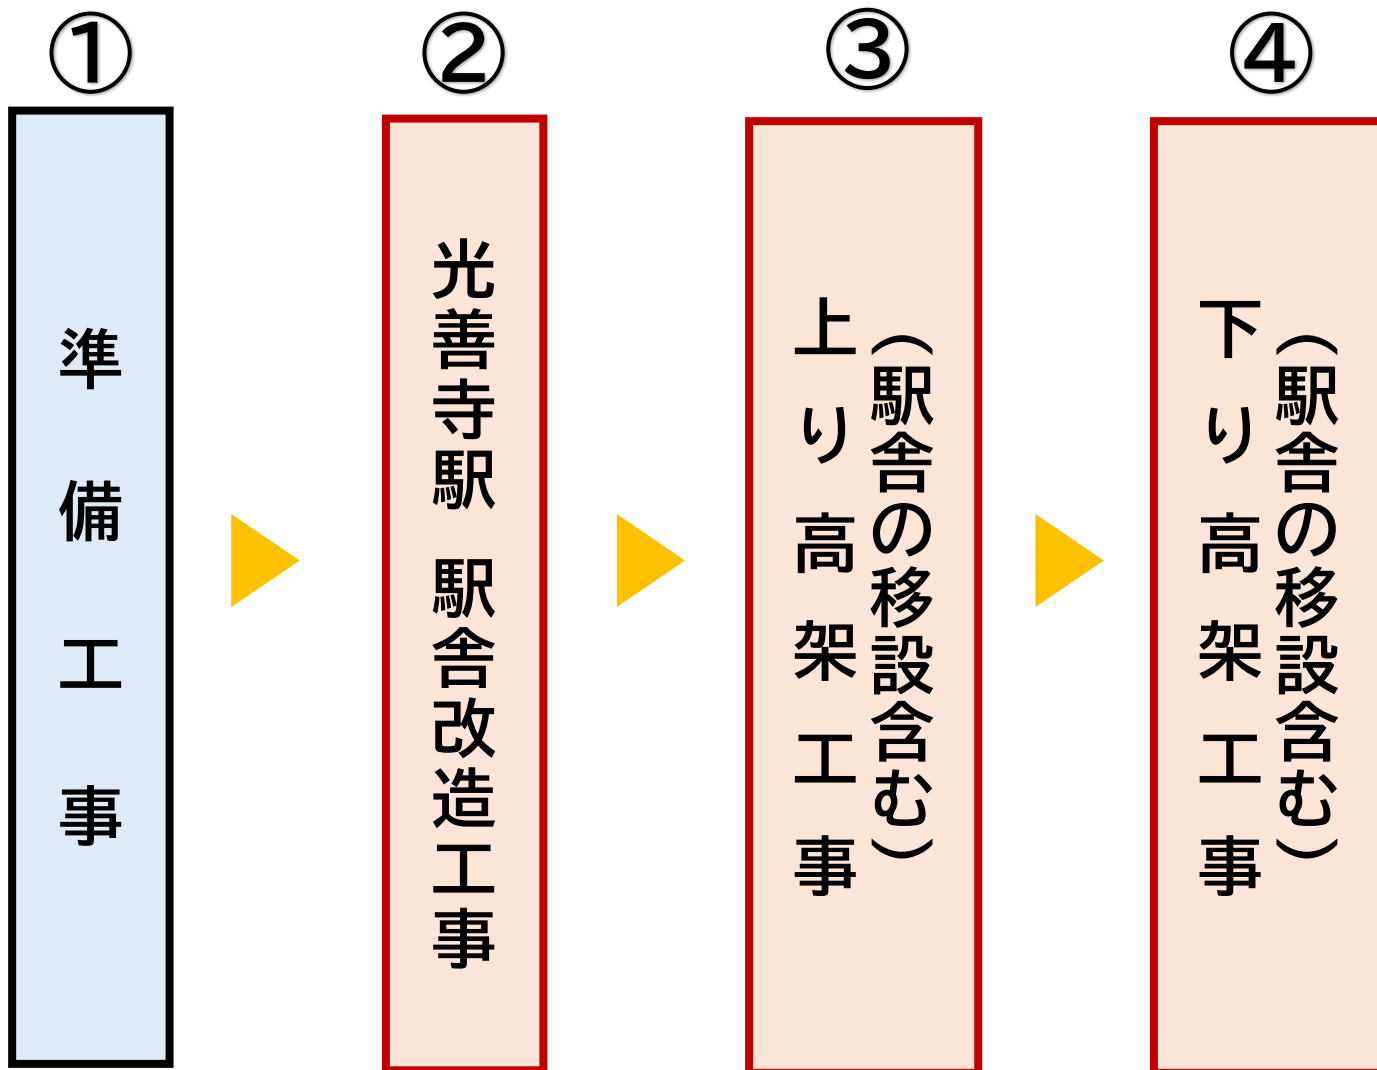 ①
準備工事
②
光善寺駅 駅舎改造工事
③
上り高架工事
（駅舎の移設含む）
④
下り高架工事
（駅舎の移設含む）